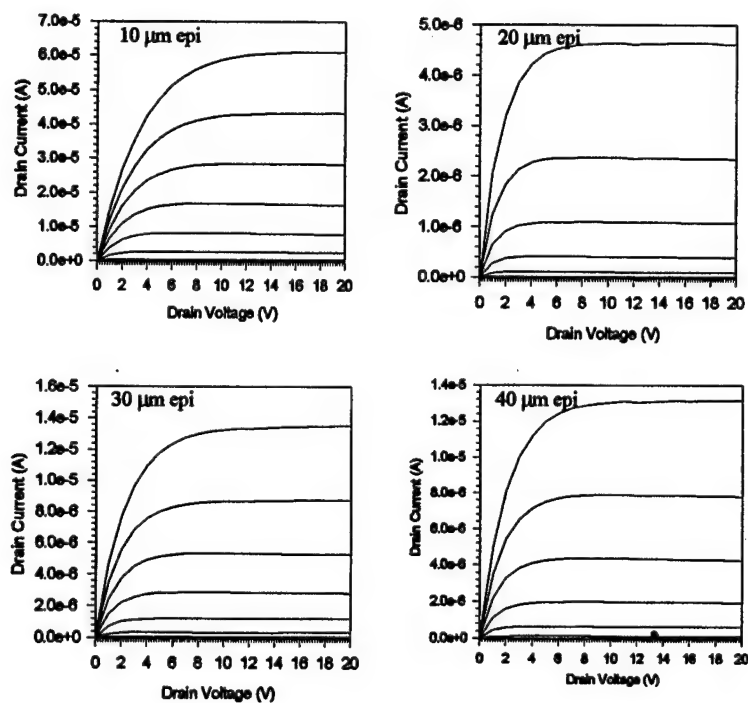 10 µm epi
7.0e-5
6.0e-5
5.0e-5
4.0e-5
3.0e-5
2.0e-5
1.0e-5
0.0e+0
Drain Current (A)
0 2 4 6 8 10 12 14 16 18 20
Drain Voltage (V)
20 µm epi
5.0e-6
4.0e-6
3.0e-6
2.0e-6
1.0e-6
0.0e+0
Drain Current (A)
0 2 4 6 8 10 12 14 16 18 20
Drain Voltage (V)
30 µm epi
1.6e-5
1.4e-5
1.2e-5
1.0e-5
8.0e-6
6.0e-6
4.0e-6
2.0e-6
0.0e+0
Drain Current (A)
0 2 4 6 8 10 12 14 16 18 20
Drain Voltage (V)
40 µm epi
1.4e-5
1.2e-5
1.0e-5
8.0e-6
6.0e-6
4.0e-6
2.0e-6
0.0e+0
Drain Current (A)
0 2 4 6 8 10 12 14 16 18 20
Drain Voltage (V)